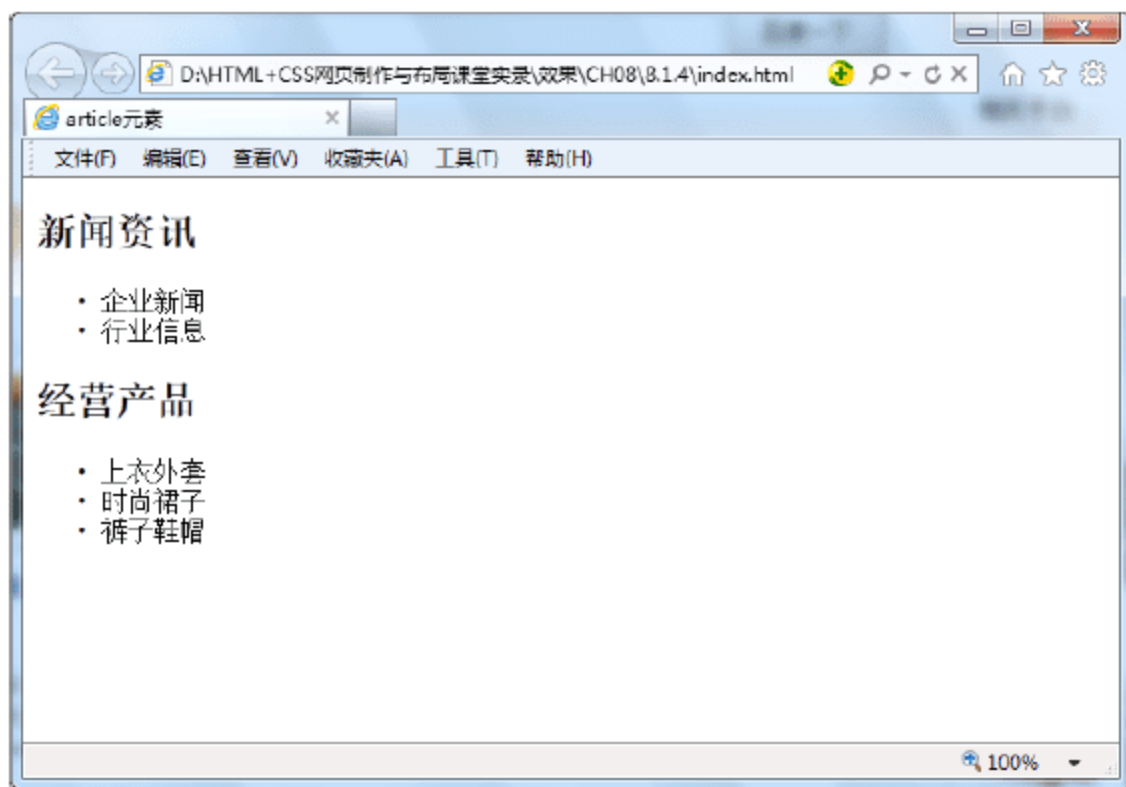 D:\HTML+CSS网页制作与布局课堂实录\效果\CH08\8.1.4\index.html
article元素
文件(F) 编辑(E) 查看(V) 收藏夹(A) 工具(T) 帮助(H)
新闻资讯
• 企业新闻
• 行业信息
经营产品
• 上衣外套
• 时尚裙子
• 裤子鞋帽
100%